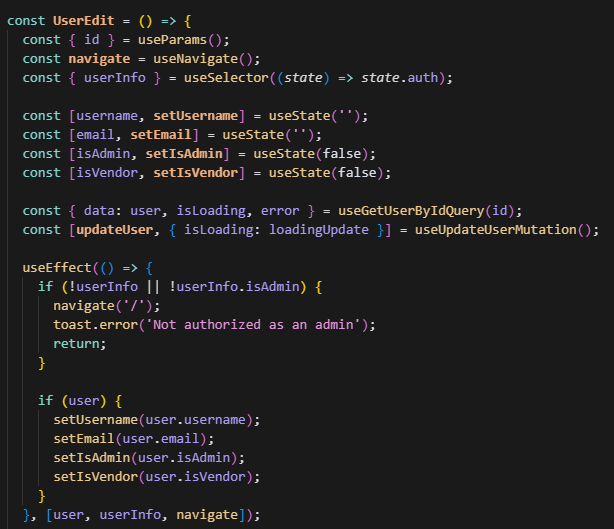 const UserEdit = () => {
  const { id } = useParams();
  const navigate = useNavigate();
  const { userInfo } = useSelector((state) => state.auth);

  const [username, setUsername] = useState('');
  const [email, setEmail] = useState('');
  const [isAdmin, setIsAdmin] = useState(false);
  const [isVendor, setIsVendor] = useState(false);

  const { data: user, isLoading, error } = useGetUserByIdQuery(id);
  const [updateUser, { isLoading: loadingUpdate }] = useUpdateUserMutation();

  useEffect(() => {
    if (!userInfo || !userInfo.isAdmin) {
      navigate('/');
      toast.error('Not authorized as an admin');
      return;
    }

    if (user) {
      setUsername(user.username);
      setEmail(user.email);
      setIsAdmin(user.isAdmin);
      setIsVendor(user.isVendor);
    }
  }, [user, userInfo, navigate]);